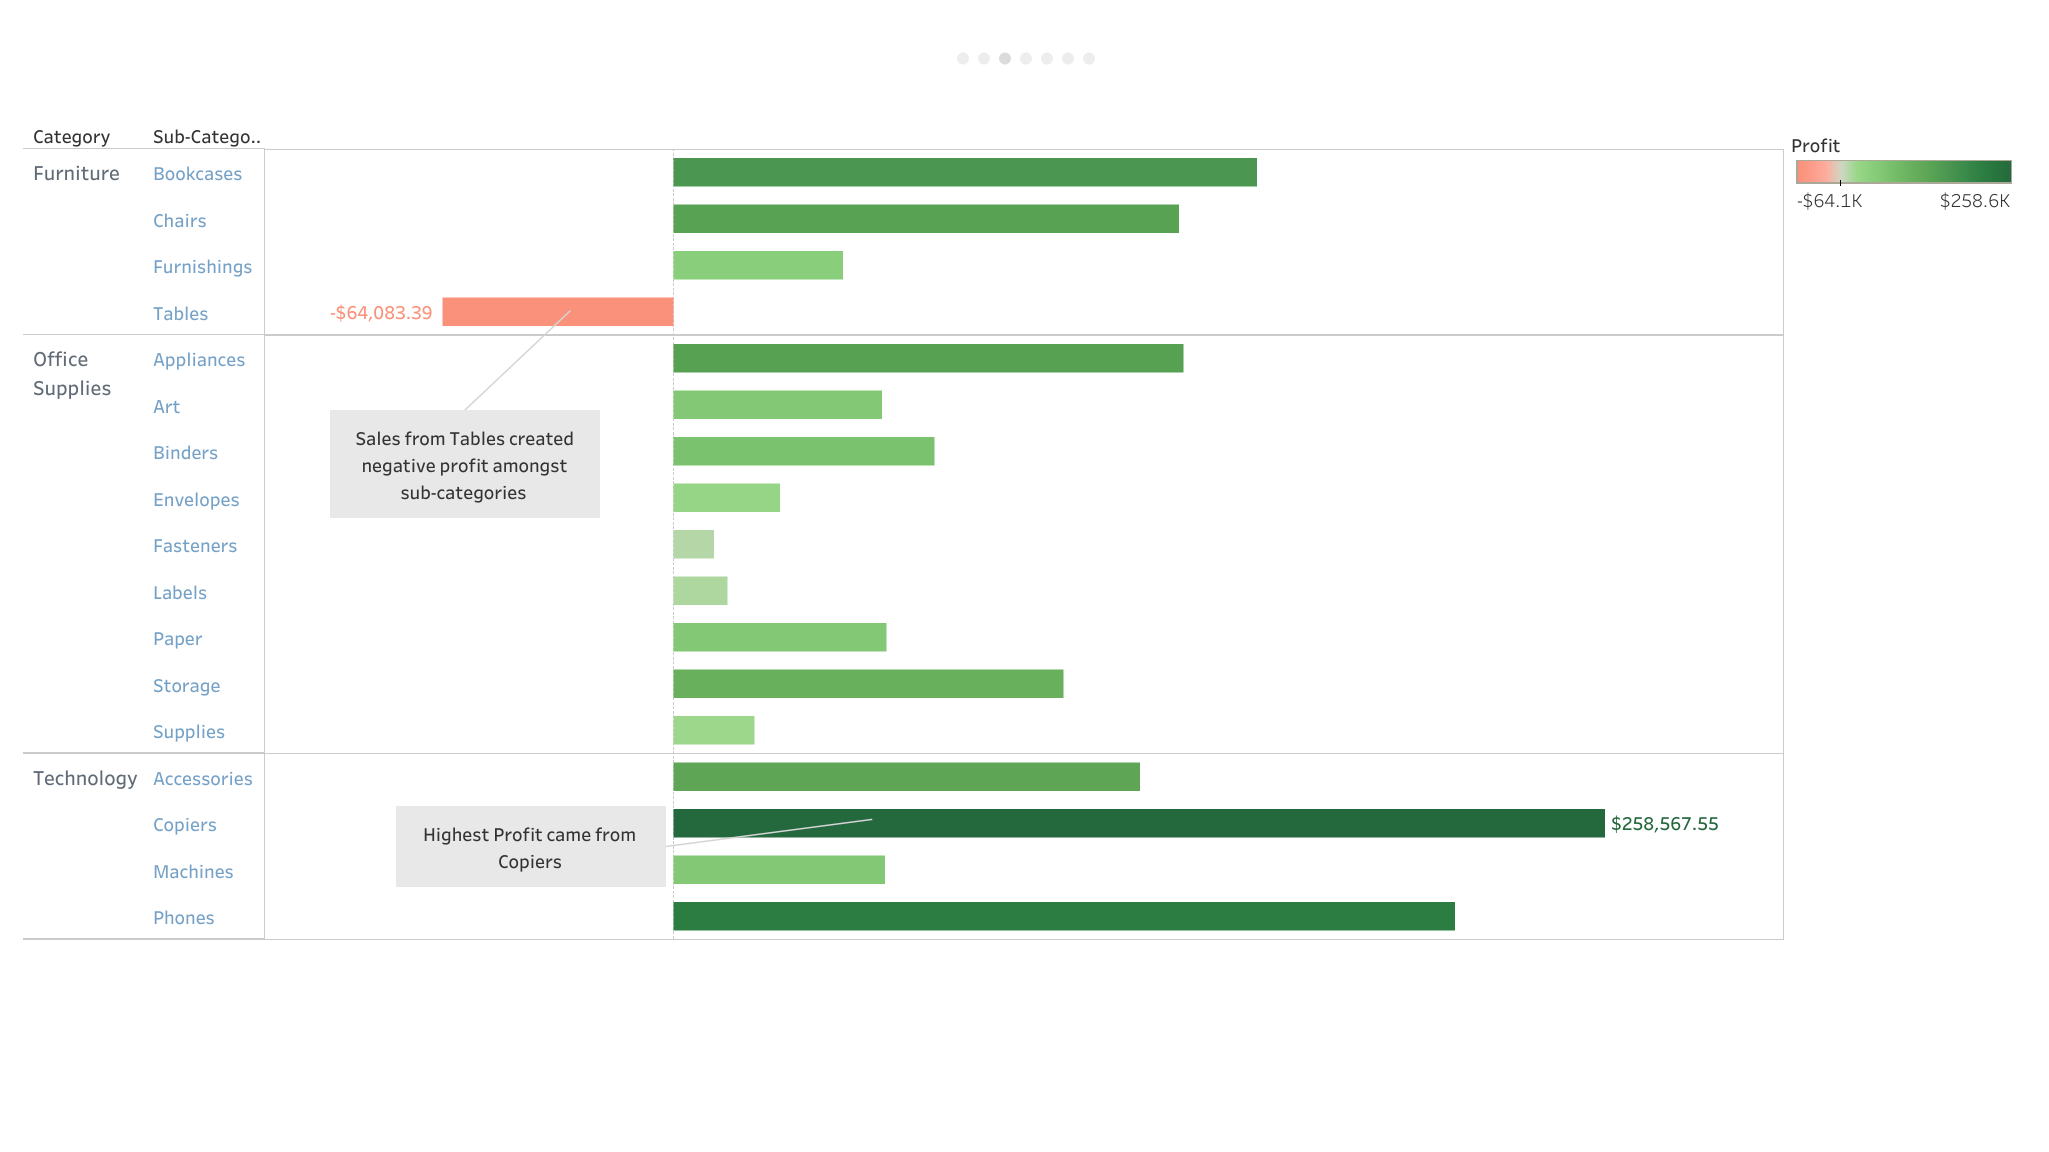 Category Sub-Catego..
Profit
-$64.1K $258.6K
Furniture Bookcases
Chairs
Furnishings
Tables -$64,083.39
Office
Supplies
Appliances
Art
Binders
Envelopes
Fasteners
Labels
Paper
Storage
Supplies
Sales from Tables created
negative profit amongst
sub-categories
Technology Accessories
Copiers $258,567.55
Machines
Phones
Highest Profit came from
Copiers